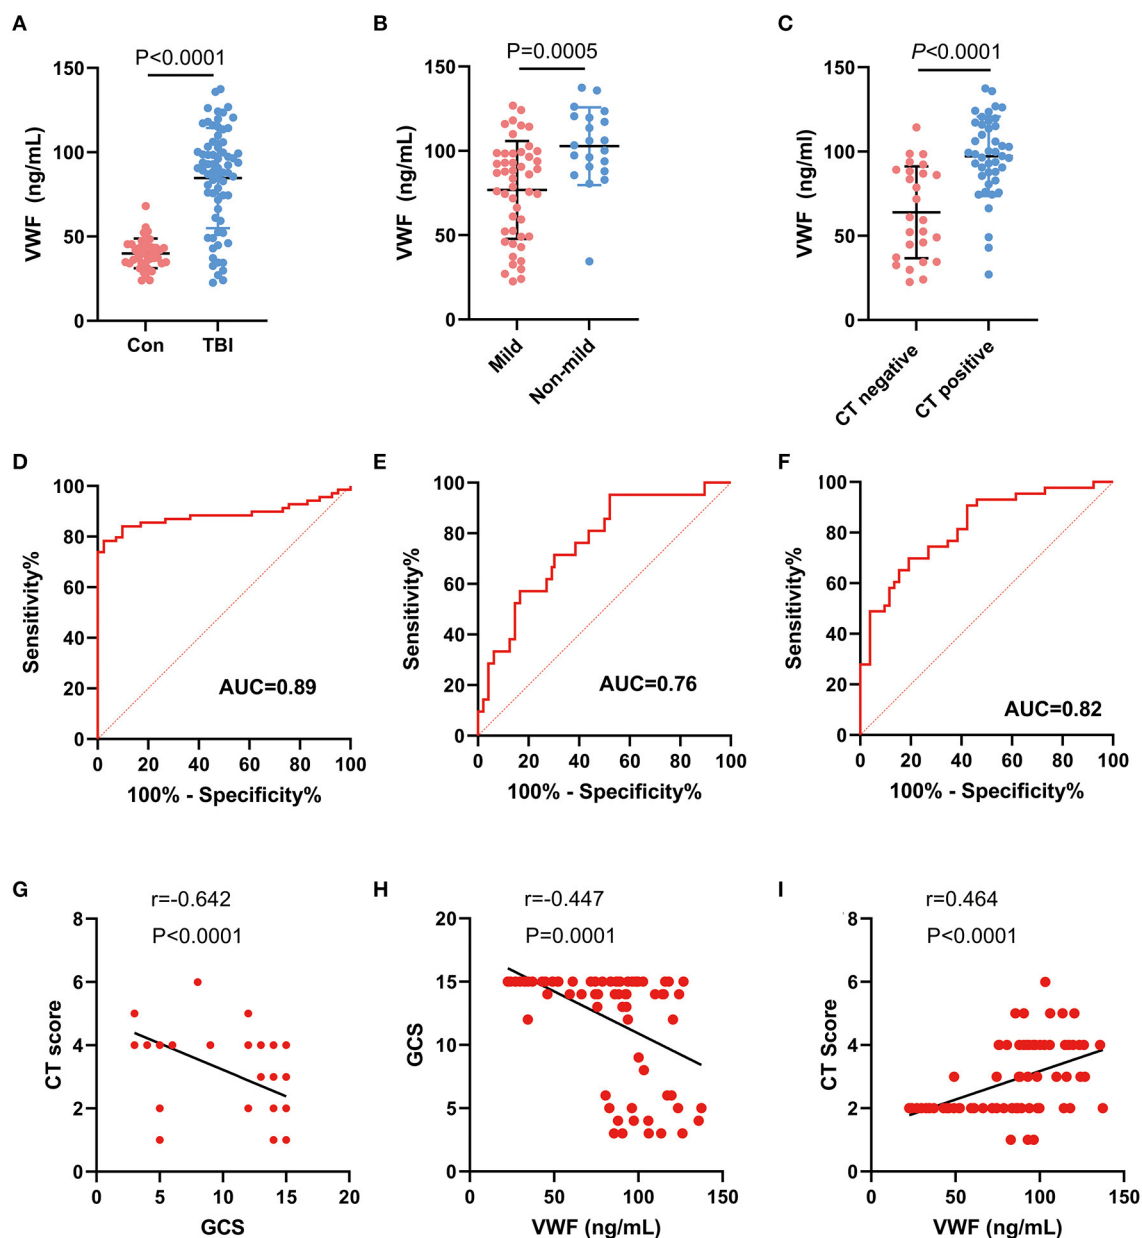 A
P<0.0001
VWF (ng/mL)
150
100
50
0
Con
TBI
B
P=0.0005
VWF (ng/mL)
150
100
50
0
Mild
Non-mild
C
P<0.0001
VWF (ng/ml)
150
100
50
0
CT negative
CT positive
D
Sensitivity%
100
80
60
40
20
0
AUC=0.89
0 20 40 60 80 100
100% - Specificity%
E
Sensitivity%
100
80
60
40
20
0
AUC=0.76
0 20 40 60 80 100
100% - Specificity%
F
Sensitivity%
100
80
60
40
20
0
AUC=0.82
0 20 40 60 80 100
100% - Specificity%
G
r=-0.642
P<0.0001
CT score
8
6
4
2
0
0 5 10 15 20
GCS
H
r=-0.447
P=0.0001
GCS
20
15
10
5
0
0 50 100 150
VWF (ng/mL)
I
r=0.464
P<0.0001
CT Score
8
6
4
2
0
0 50 100 150
VWF (ng/mL)